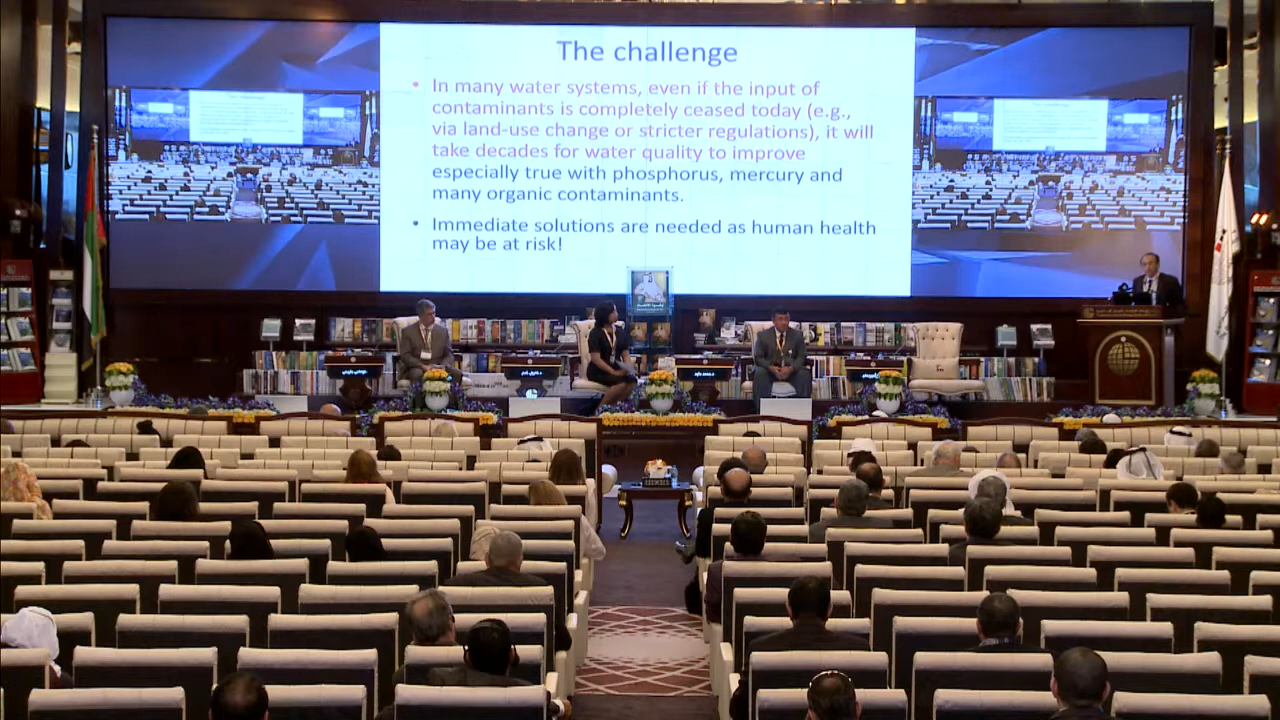 The challenge
• In many water systems, even if the input of
contaminants is completely ceased today (e.g.,
via land-use change or stricter regulations), it will
take decades for water quality to improve
especially true with phosphorus, mercury and
many organic contaminants.
• Immediate solutions are needed as human health
may be at risk!